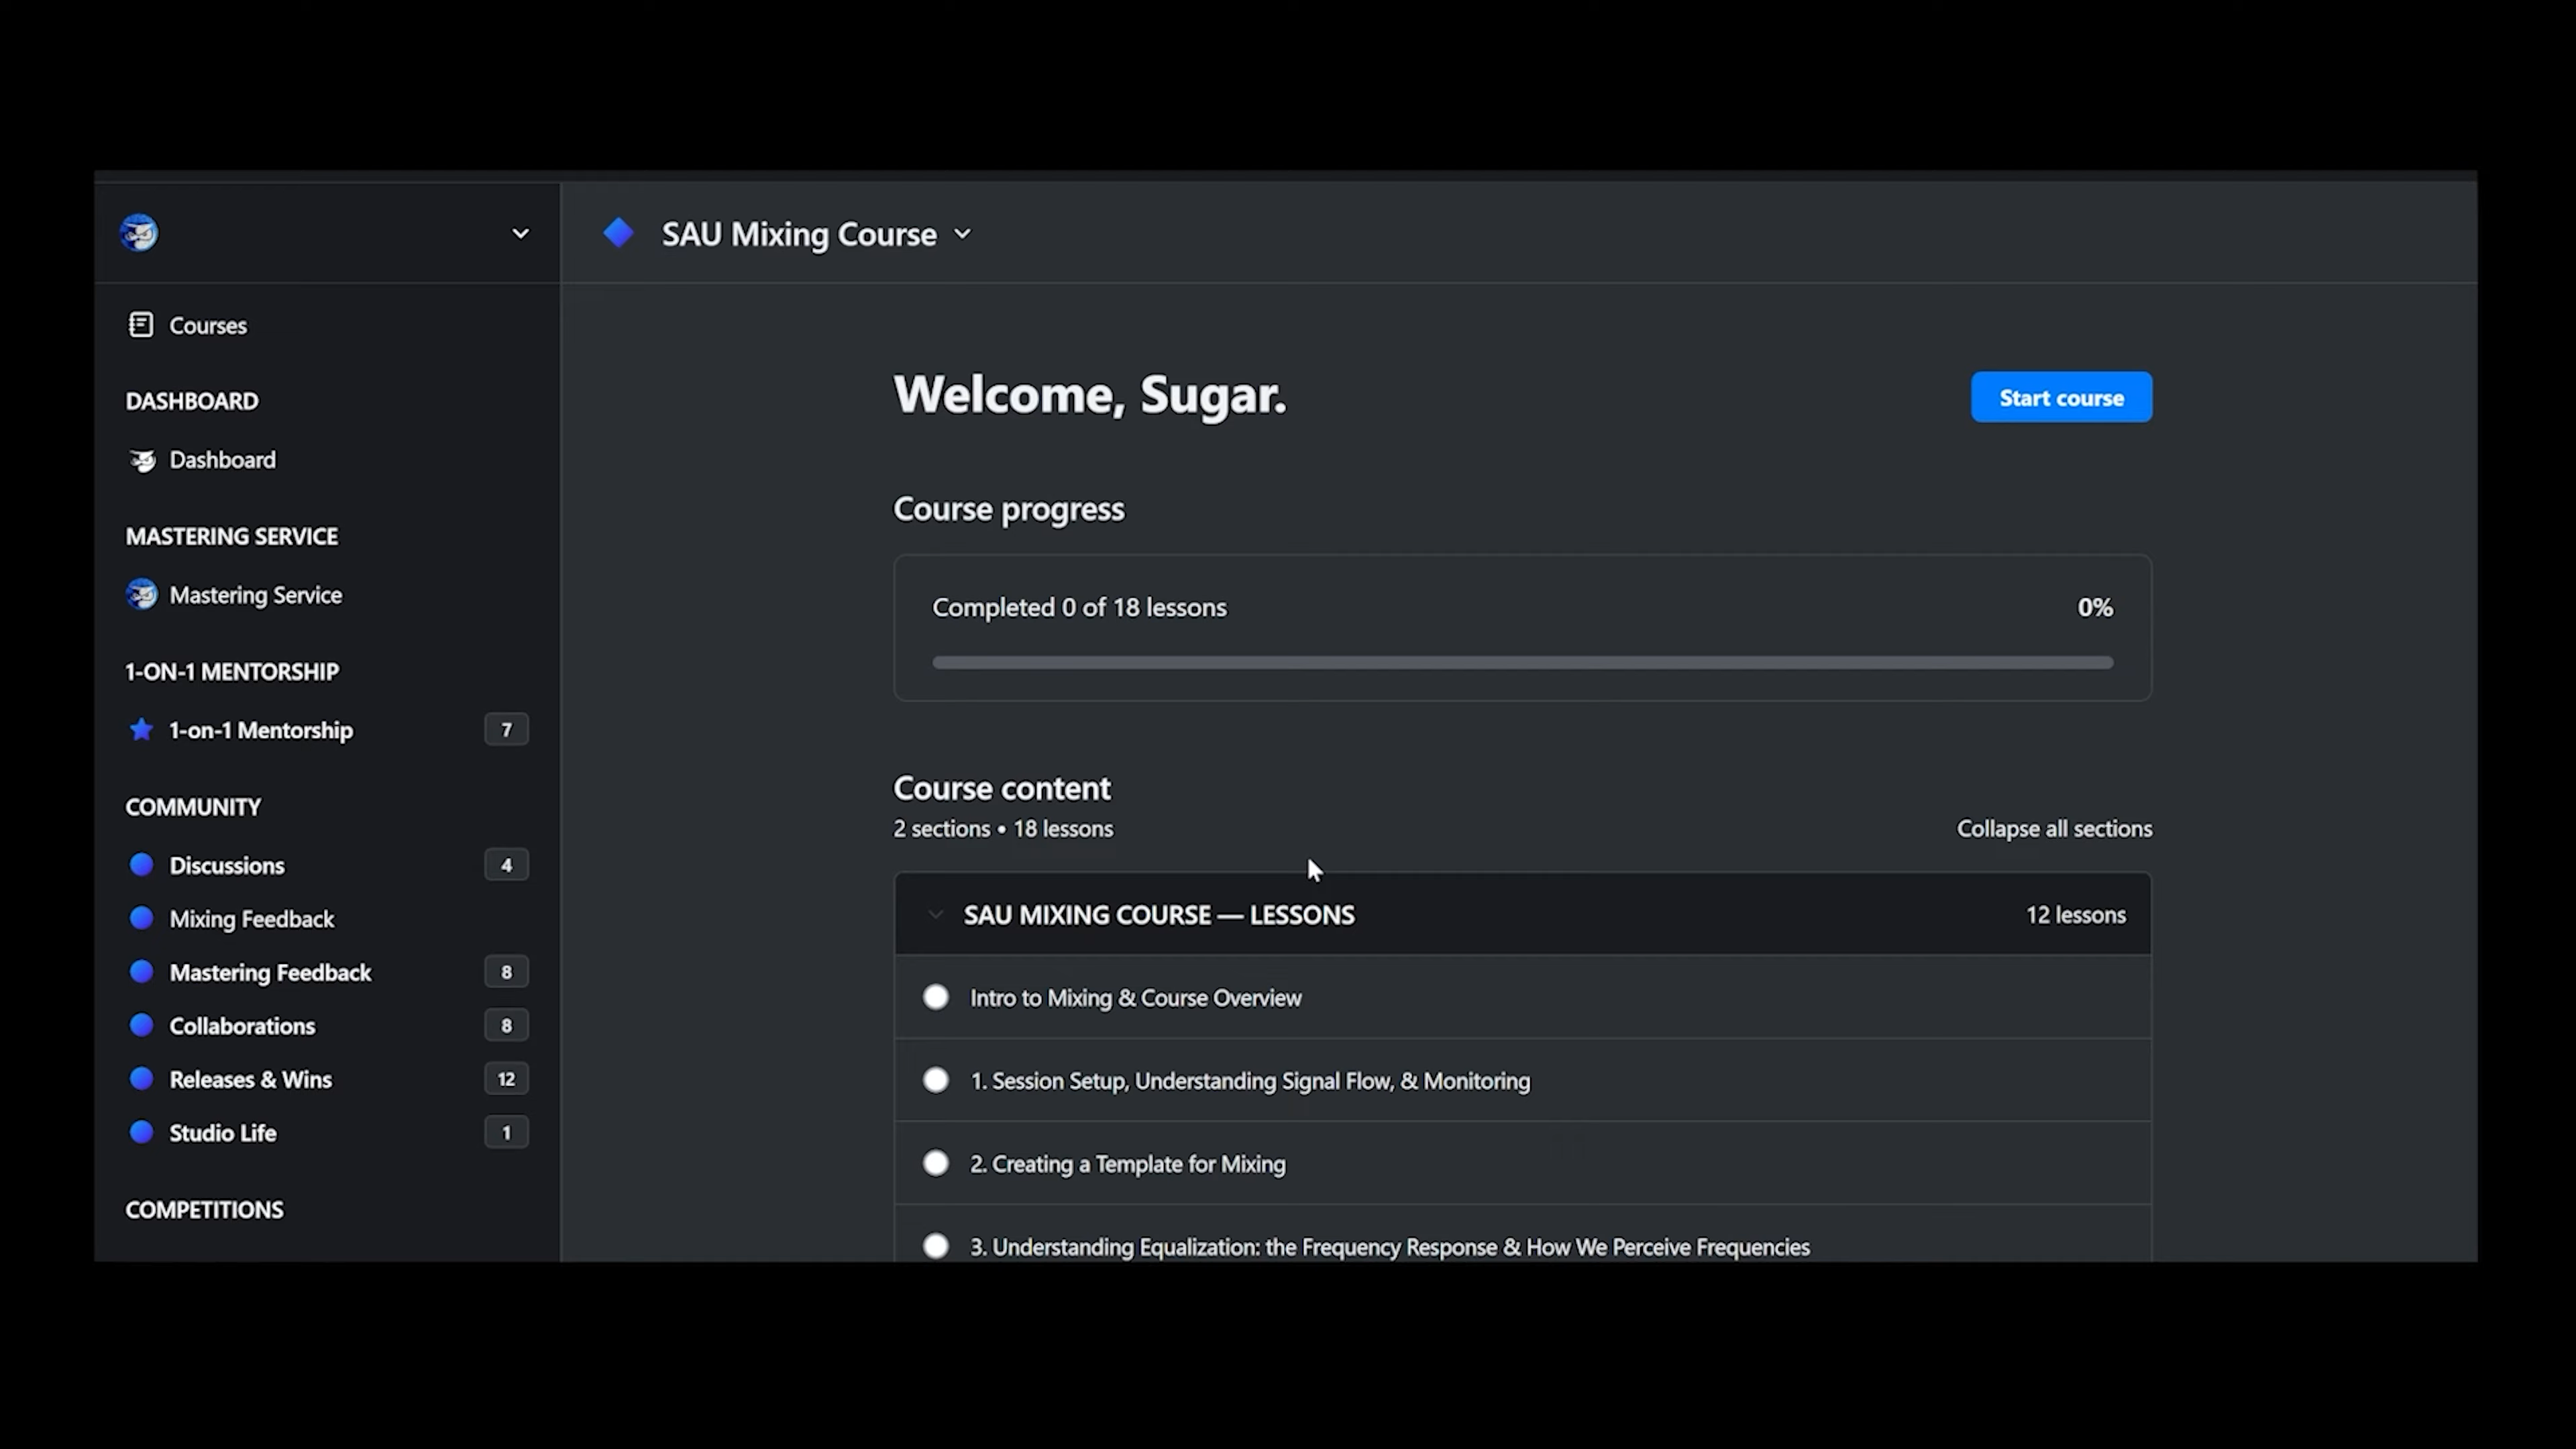 Courses
DASHBOARD
Dashboard
MASTERING SERVICE
Mastering Service
1-ON-1 MENTORSHIP
1-on-1 Mentorship 7
COMMUNITY
Discussions 4
Mixing Feedback
Mastering Feedback 8
Collaborations 8
Releases & Wins 12
Studio Life 1
COMPETITIONS
SAU Mixing Course
Welcome, Sugar.
Start course
Course progress
Completed 0 of 18 lessons 0%
Course content
2 sections • 18 lessons
Collapse all sections
SAU MIXING COURSE — LESSONS 12 lessons
Intro to Mixing & Course Overview
1. Session Setup, Understanding Signal Flow, & Monitoring
2. Creating a Template for Mixing
3. Understanding Equalization: the Frequency Response & How We Perceive Frequencies